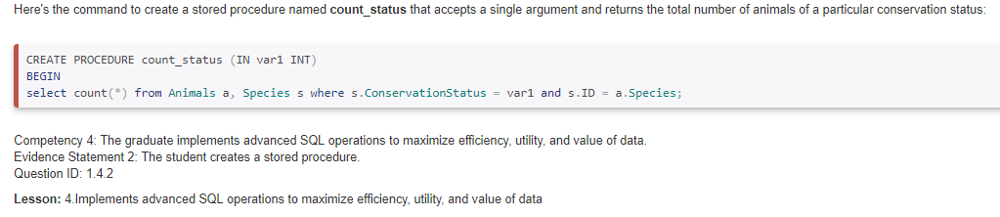 Here's the command to create a stored procedure named count_status that accepts a single argument and returns the total number of animals of a particular conservation status:
CREATE PROCEDURE count_status (IN var1 INT)
BEGIN
select count(*) from Animals a, Species s where s.ConservationStatus = var1 and s.ID = a.Species;
Competency 4: The graduate implements advanced SQL operations to maximize efficiency, utility, and value of data.
Evidence Statement 2: The student creates a stored procedure.
Question ID: 1.4.2
Lesson: 4.Implements advanced SQL operations to maximize efficiency, utility, and value of data